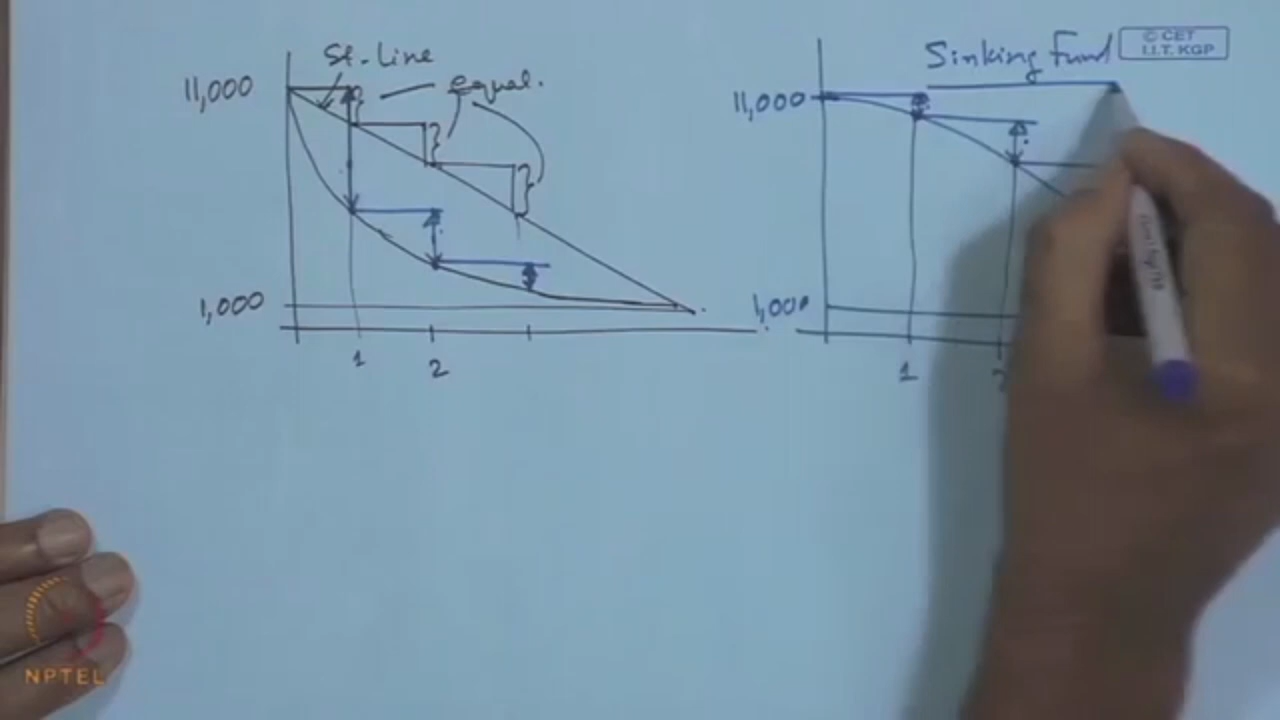 St. Line
equal.
11,000
1,000
1
2
Sinking Fund
© CET
I.I.T. KGP
11,000
1,000
1
2
NPTEL